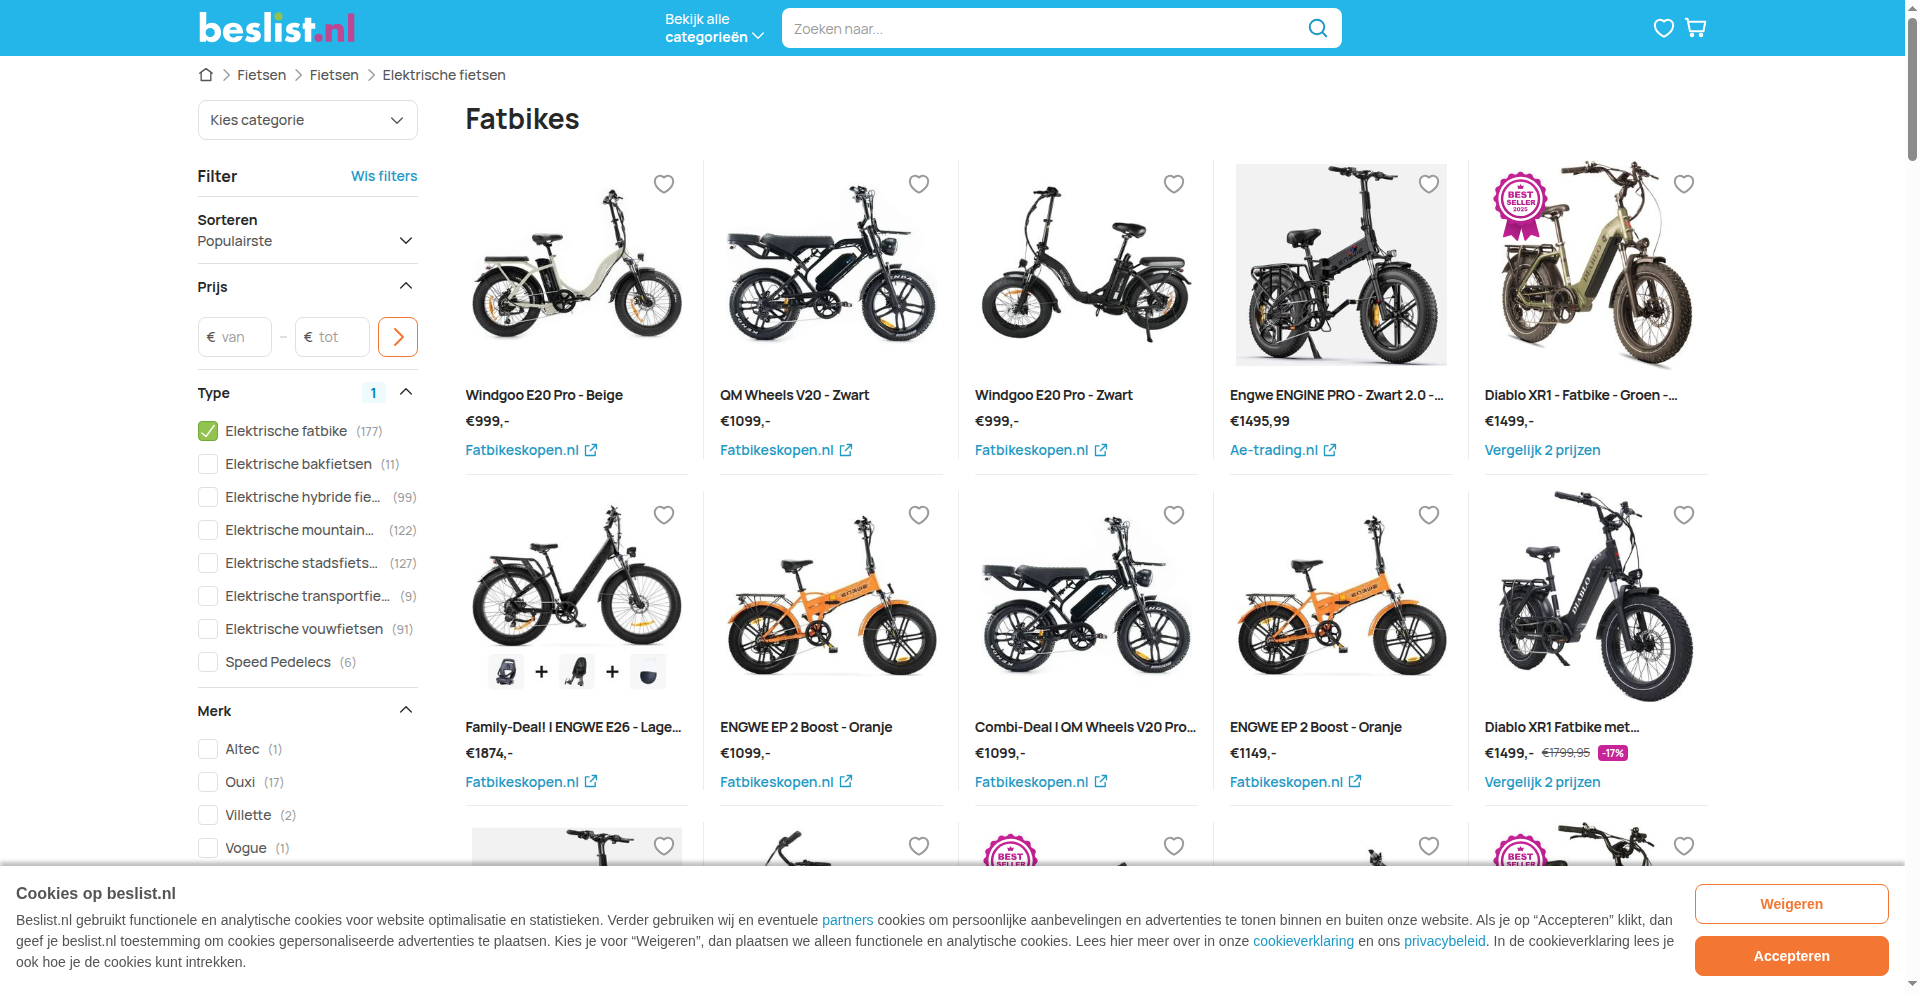 beslist.nl
Bekijk alle
categorieën
Zoeken naar...
Fietsen
Fietsen
Elektrische fietsen
Kies categorie
Fatbikes
Filter
Wis filters
Sorteren
Populairste
Prijs
€ van
–
€ tot
Type
1
Elektrische fatbike (177)
Elektrische bakfietsen (11)
Elektrische hybride fie... (99)
Elektrische mountain... (122)
Elektrische stadsfiets... (127)
Elektrische transportfie... (9)
Elektrische vouwfietsen (91)
Speed Pedelecs (6)
Merk
Altec (1)
Ouxi (17)
Villette (2)
Vogue (1)
Windgoo E20 Pro - Beige
€999,-
Fatbikeskopen.nl
QM Wheels V20 - Zwart
€1099,-
Fatbikeskopen.nl
Windgoo E20 Pro - Zwart
€999,-
Fatbikeskopen.nl
Engwe ENGINE PRO - Zwart 2.0 -...
€1495,99
Ae-trading.nl
BEST
SELLER
2025
DIABLO
Diablo XR1 - Fatbike - Groen -...
€1499,-
Vergelijk 2 prijzen
+
+
Family-Deal! | ENGWE E26 - Lage...
€1874,-
Fatbikeskopen.nl
ENGWE
ENGWE EP 2 Boost - Oranje
€1099,-
Fatbikeskopen.nl
KENDA
Combi-Deal | QM Wheels V20 Pro...
€1099,-
Fatbikeskopen.nl
ENGWE
ENGWE EP 2 Boost - Oranje
€1149,-
Fatbikeskopen.nl
DIABLO
Diablo XR1 Fatbike met...
€1499,- €1799,95 -17%
Vergelijk 2 prijzen
BEST
SELLER
BEST
SELLER
Cookies op beslist.nl
Beslist.nl gebruikt functionele en analytische cookies voor website optimalisatie en statistieken. Verder gebruiken wij en eventuele partners cookies om persoonlijke aanbevelingen en advertenties te tonen binnen en buiten onze website. Als je op “Accepteren” klikt, dan
geef je beslist.nl toestemming om cookies gepersonaliseerde advertenties te plaatsen. Kies je voor “Weigeren”, dan plaatsen we alleen functionele en analytische cookies. Lees hier meer over in onze cookieverklaring en ons privacybeleid. In de cookieverklaring lees je
ook hoe je de cookies kunt intrekken.
Weigeren
Accepteren